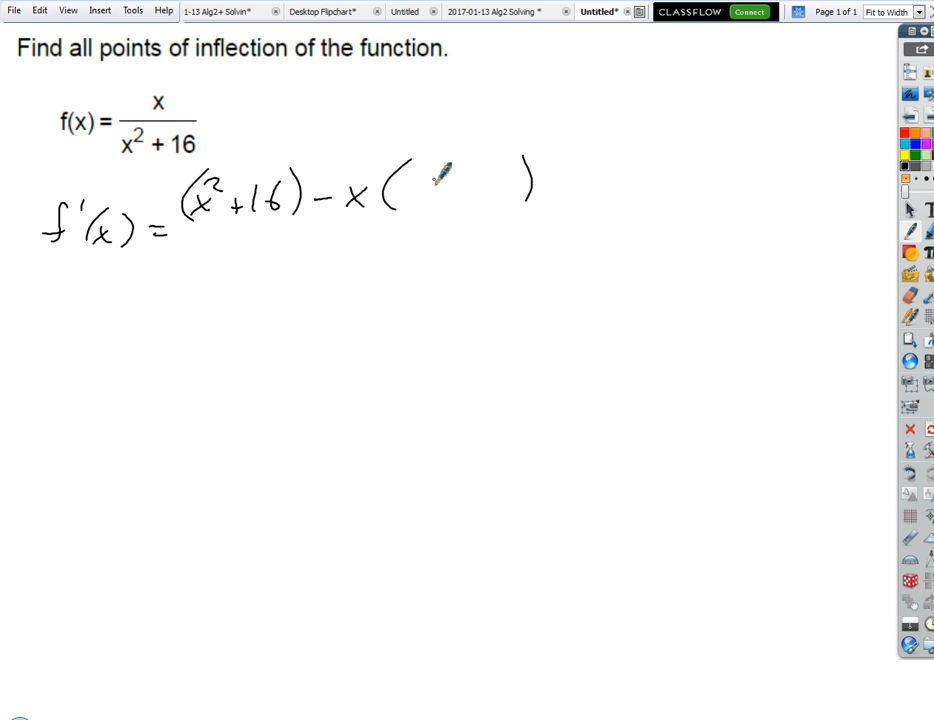 File Edit View Insert Tools Help 1-13 Alg2+ Solvin* Desktop Flipchart* Untitled 2017-01-13 Alg2 Solving * Untitled* CLASSFLOW Connect Page 1 of 1 Fit to Width
Find all points of inflection of the function.
f(x) = x / x² + 16
f'(x) = (x²+16) - x ( )